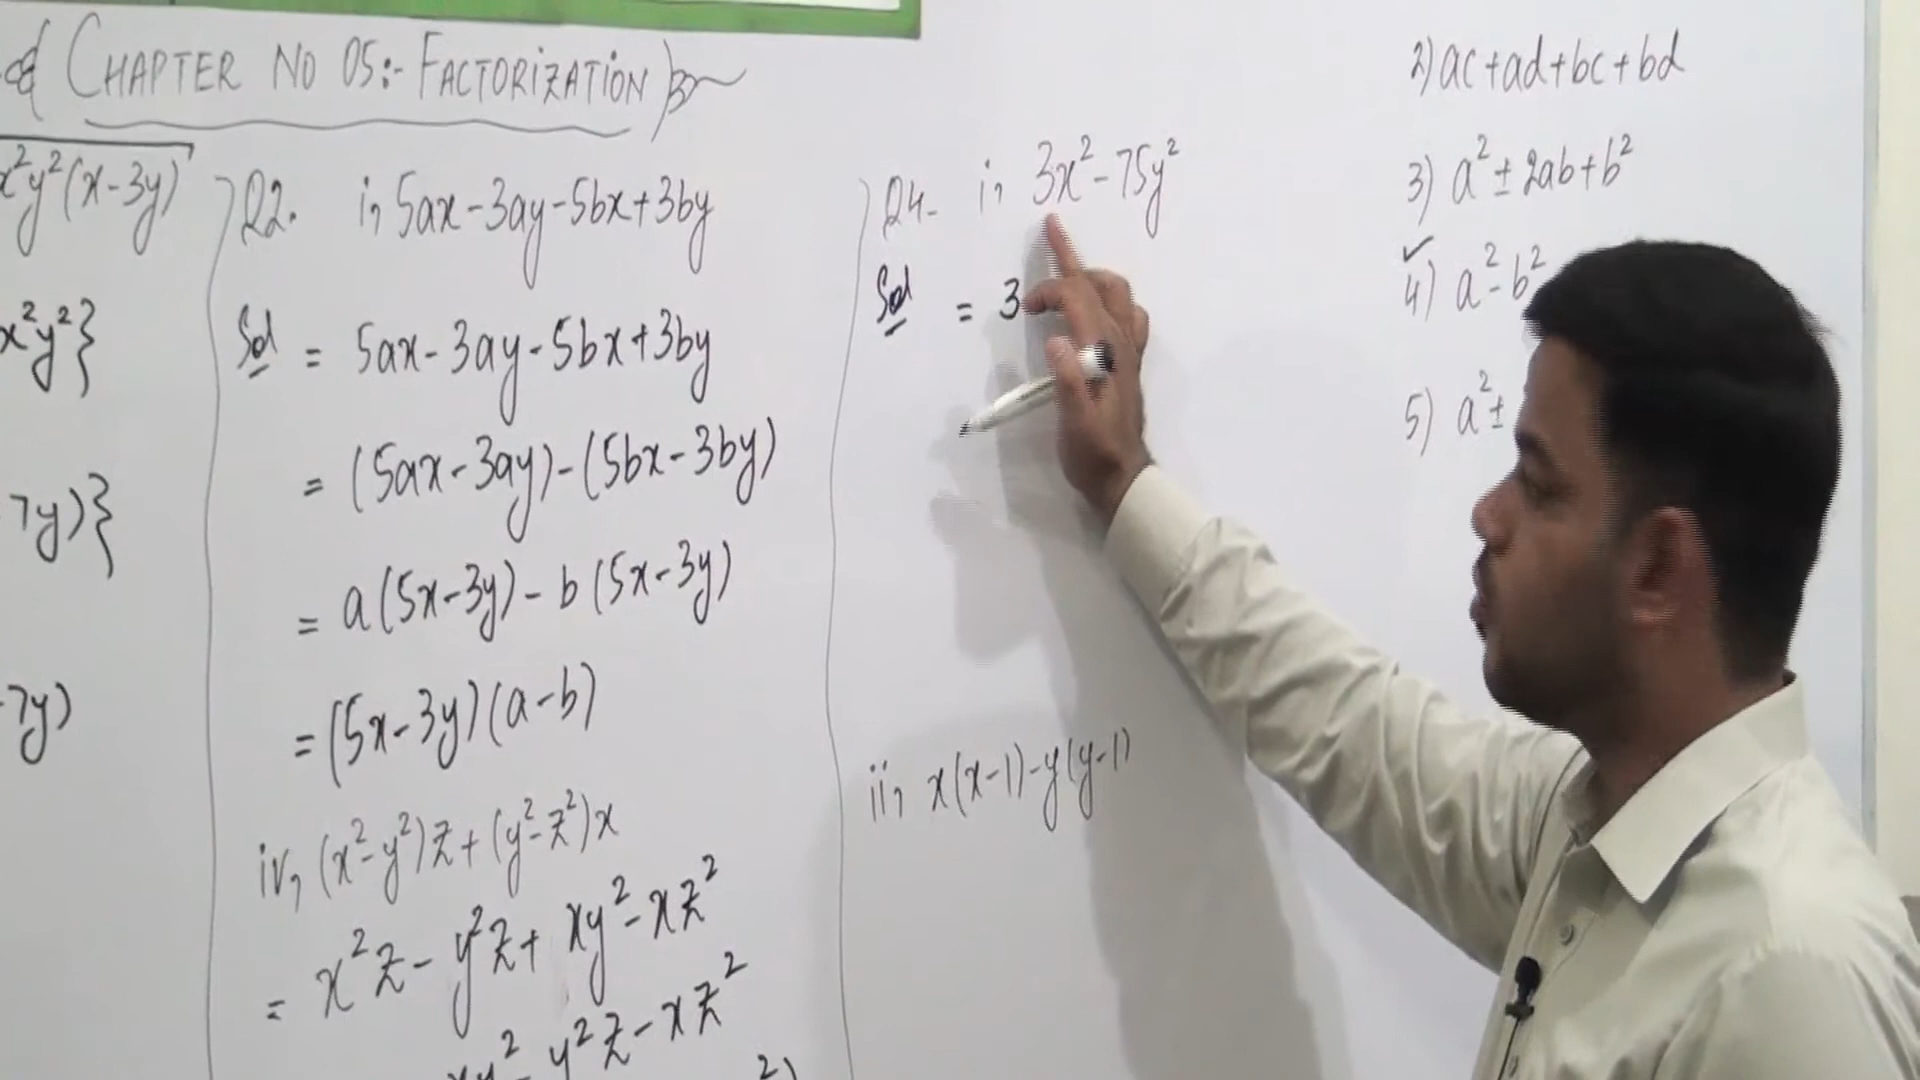 CHAPTER NO 05:- FACTORIZATION
x²y²(x-3y)
x²y²}
7y)}
-7y)
Q2. i, 5ax-3ay-5bx+3by
Sol = 5ax-3ay-5bx+3by
= (5ax-3ay)-(5bx-3by)
= a(5x-3y)-b(5x-3y)
= (5x-3y)(a-b)
iv, (x²-y²)z+(y²-z²)x
= x²z-y²z+xy²-xz²
xy²-y²z-xz²
²)
Q4. i, 3x²-75y²
Sol = 3
ii, x(x-1)-y(y-1)
2) ac+ad+bc+bd
3) a²±2ab+b²
✓
4) a²-b²
5) a²±